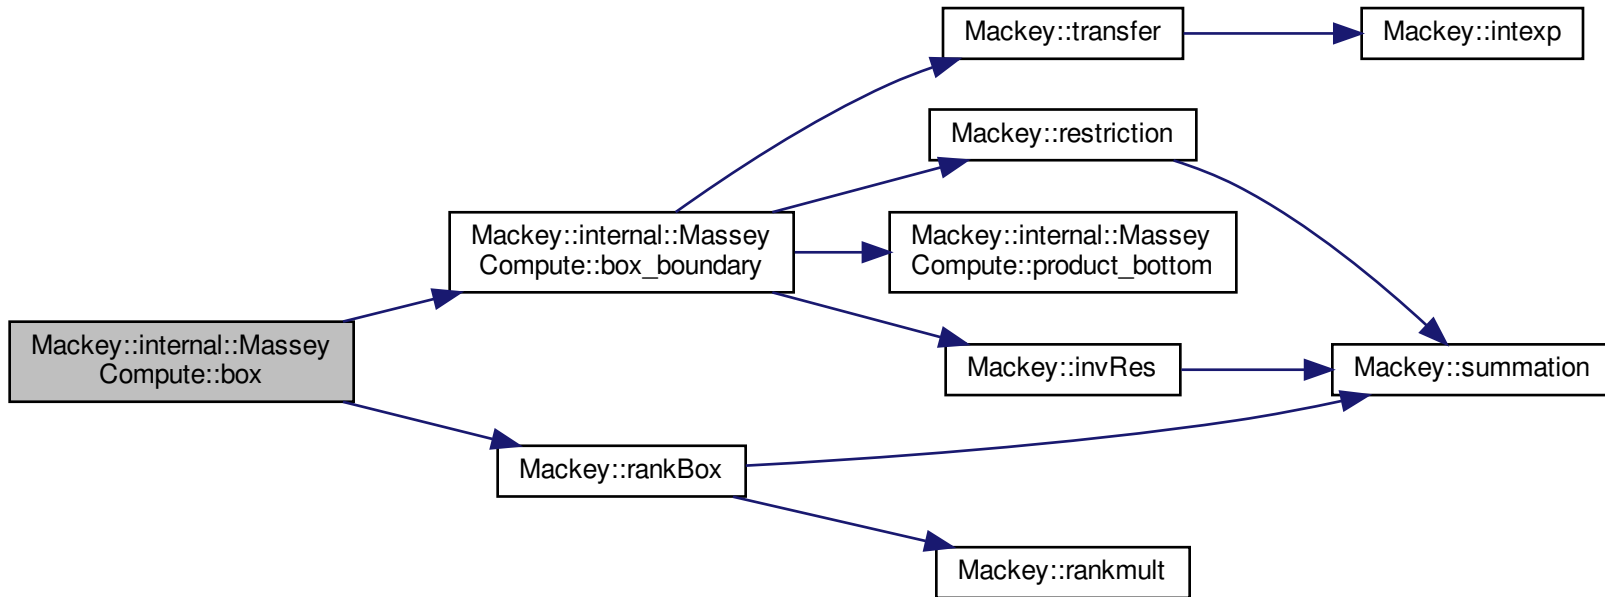 Mackey::transfer
Mackey::intexp
Mackey::restriction
Mackey::internal::Massey
Compute::box_boundary
Mackey::internal::Massey
Compute::product_bottom
Mackey::internal::Massey
Compute::box
Mackey::invRes
Mackey::summation
Mackey::rankBox
Mackey::rankmult